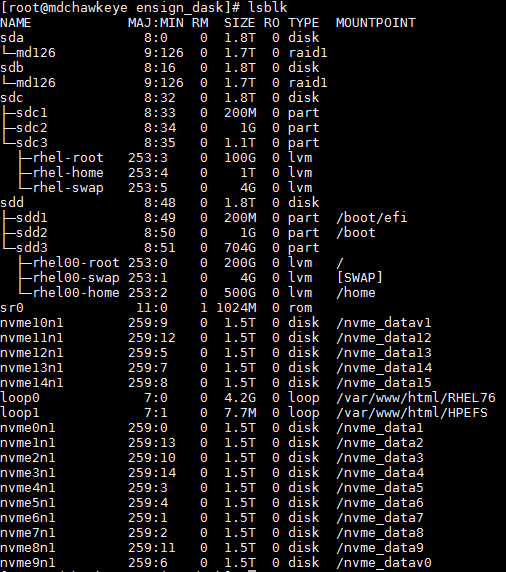 [root@mdchawkeye ensign_dask]# lsblk
NAME            MAJ:MIN RM  SIZE RO TYPE  MOUNTPOINT
sda               8:0    0  1.8T  0 disk
└─md126           9:126  0  1.7T  0 raid1
sdb               8:16   0  1.8T  0 disk
└─md126           9:126  0  1.7T  0 raid1
sdc               8:32   0  1.8T  0 disk
├─sdc1            8:33   0  200M  0 part
├─sdc2            8:34   0    1G  0 part
└─sdc3            8:35   0  1.1T  0 part
  ├─rhel-root   253:3    0  100G  0 lvm
  ├─rhel-home   253:4    0    1T  0 lvm
  └─rhel-swap   253:5    0    4G  0 lvm
sdd               8:48   0  1.8T  0 disk
├─sdd1            8:49   0  200M  0 part  /boot/efi
├─sdd2            8:50   0    1G  0 part  /boot
└─sdd3            8:51   0  704G  0 part
  ├─rhel00-root 253:0    0  200G  0 lvm   /
  ├─rhel00-swap 253:1    0    4G  0 lvm   [SWAP]
  └─rhel00-home 253:2    0  500G  0 lvm   /home
sr0              11:0    1 1024M  0 rom
nvme10n1        259:9    0  1.5T  0 disk  /nvme_datav1
nvme11n1        259:12   0  1.5T  0 disk  /nvme_data12
nvme12n1        259:5    0  1.5T  0 disk  /nvme_data13
nvme13n1        259:7    0  1.5T  0 disk  /nvme_data14
nvme14n1        259:8    0  1.5T  0 disk  /nvme_data15
loop0             7:0    0  4.2G  0 loop  /var/www/html/RHEL76
loop1             7:1    0  7.7M  0 loop  /var/www/html/HPEFS
nvme0n1         259:0    0  1.5T  0 disk  /nvme_data1
nvme1n1         259:13   0  1.5T  0 disk  /nvme_data2
nvme2n1         259:10   0  1.5T  0 disk  /nvme_data3
nvme3n1         259:14   0  1.5T  0 disk  /nvme_data4
nvme4n1         259:3    0  1.5T  0 disk  /nvme_data5
nvme5n1         259:4    0  1.5T  0 disk  /nvme_data6
nvme6n1         259:1    0  1.5T  0 disk  /nvme_data7
nvme7n1         259:2    0  1.5T  0 disk  /nvme_data8
nvme8n1         259:11   0  1.5T  0 disk  /nvme_data9
nvme9n1         259:6    0  1.5T  0 disk  /nvme_datav0